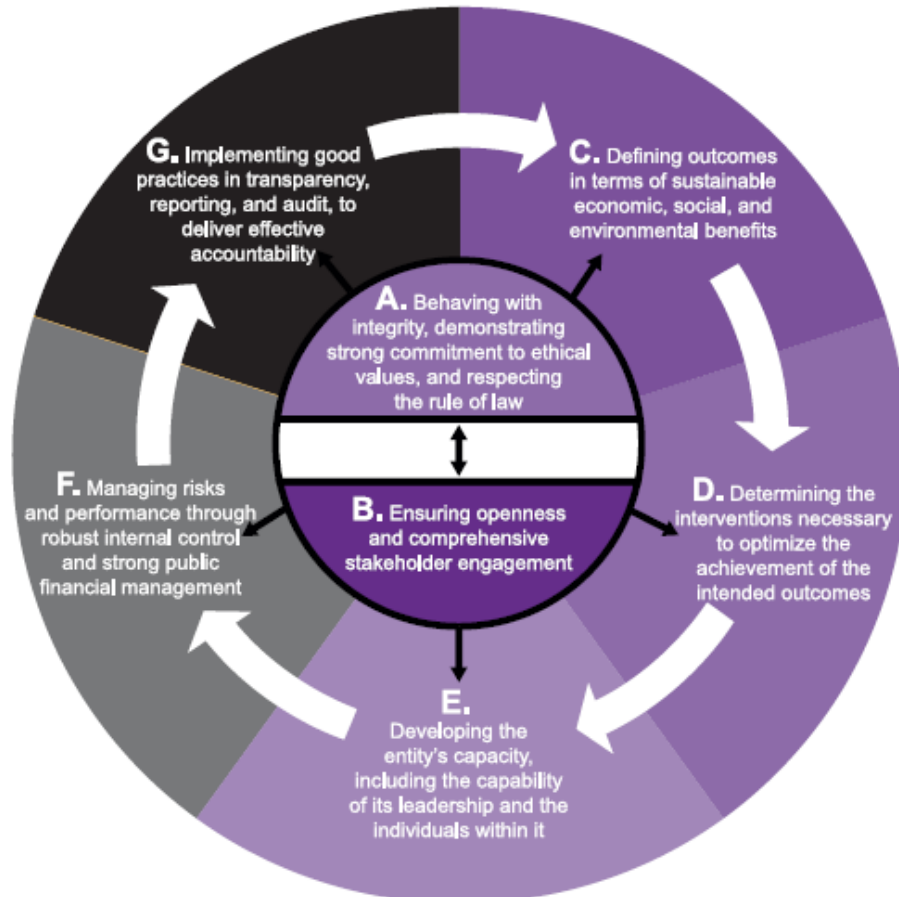 G. Implementing good
practices in transparency,
reporting, and audit, to
deliver effective
accountability
C. Defining outcomes
in terms of sustainable
economic, social, and
environmental benefits
A. Behaving with
integrity, demonstrating
strong commitment to ethical
values, and respecting
the rule of law
B. Ensuring openness
and comprehensive
stakeholder engagement
D. Determining the
interventions necessary
to optimize the
achievement of the
intended outcomes
E.
Developing the
entity's capacity,
including the capability
of its leadership and the
individuals within it
F. Managing risks
and performance through
robust internal control
and strong public
financial management